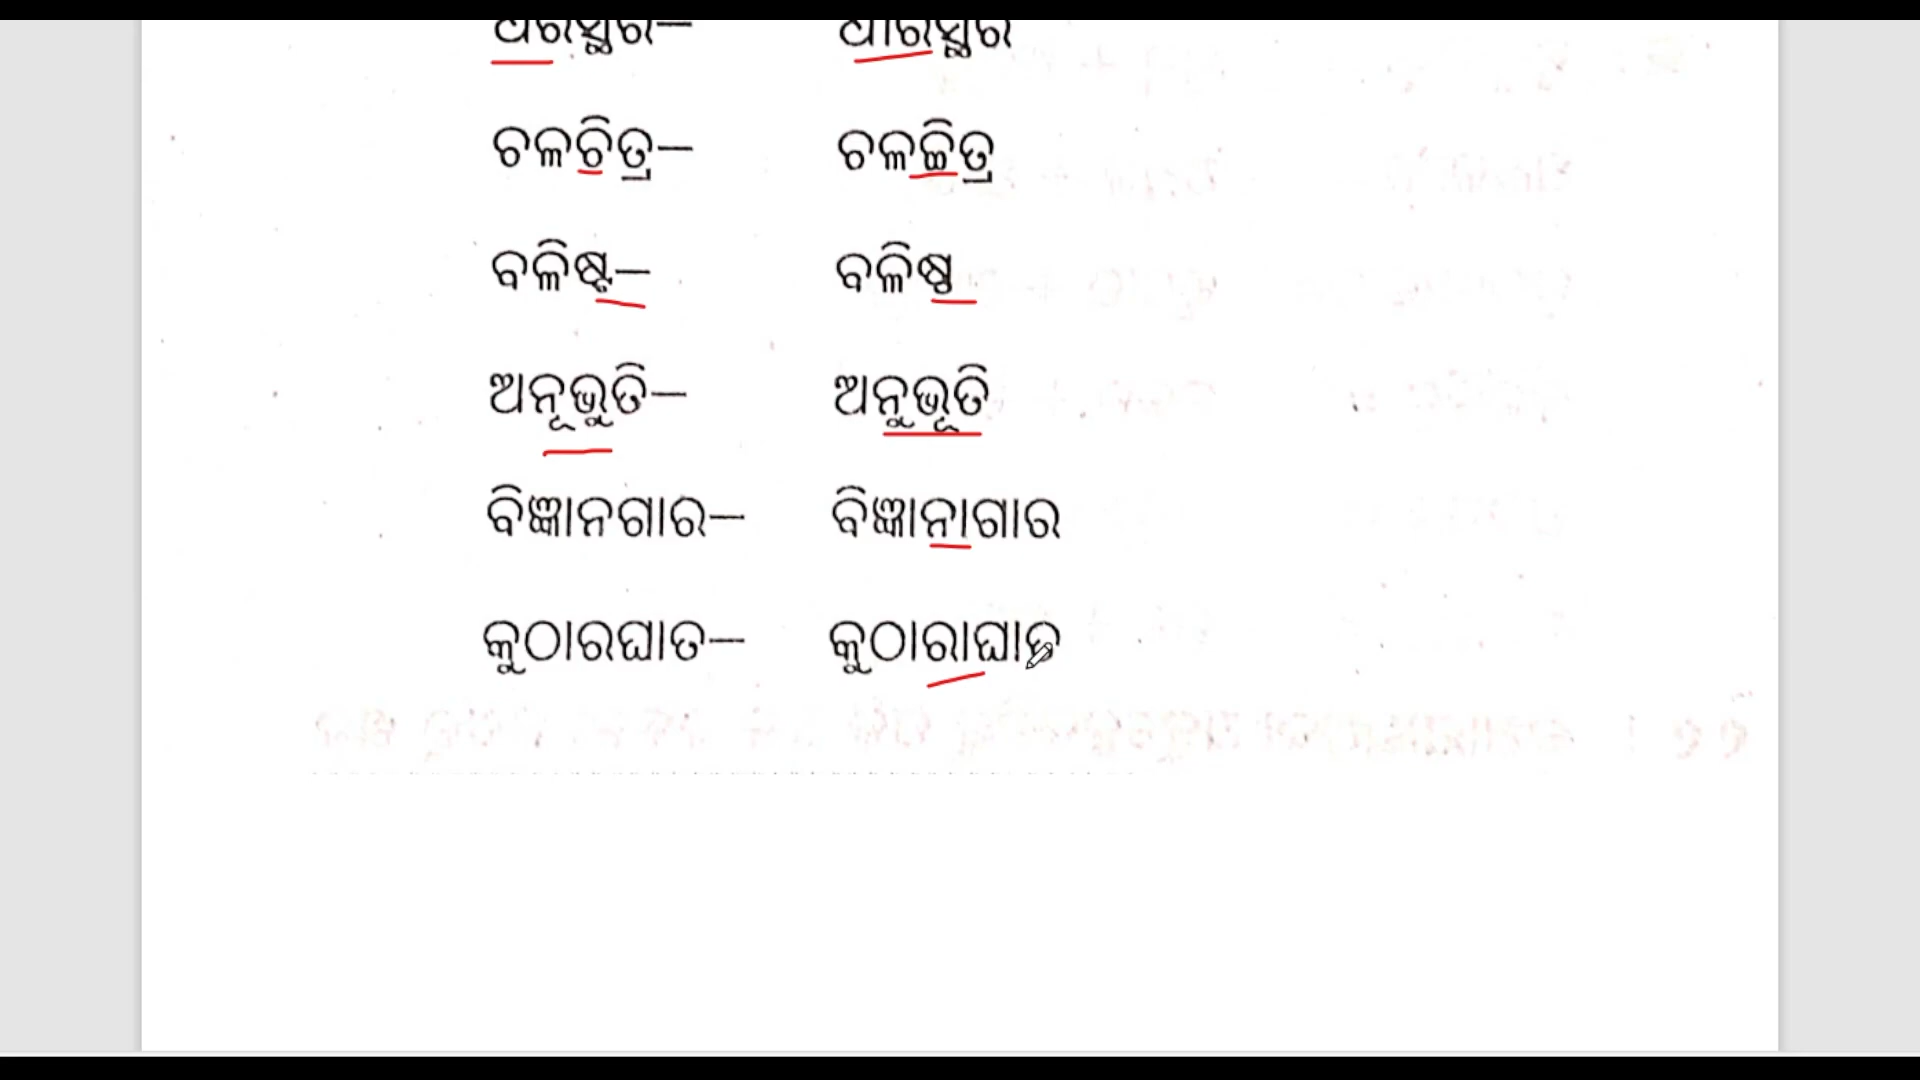 ଚଳଚିତ୍ର– ଚଳଚ୍ଚିତ୍ର
ବଳିଷ୍ଟ– ବଳିଷ୍ଠ
ଅନୂଭୁତି– ଅନୁଭୂତି
ବିଜ୍ଞାନଗାର– ବିଜ୍ଞାନାଗାର
କୁଠାରଘାତ– କୁଠାରାଘାତ